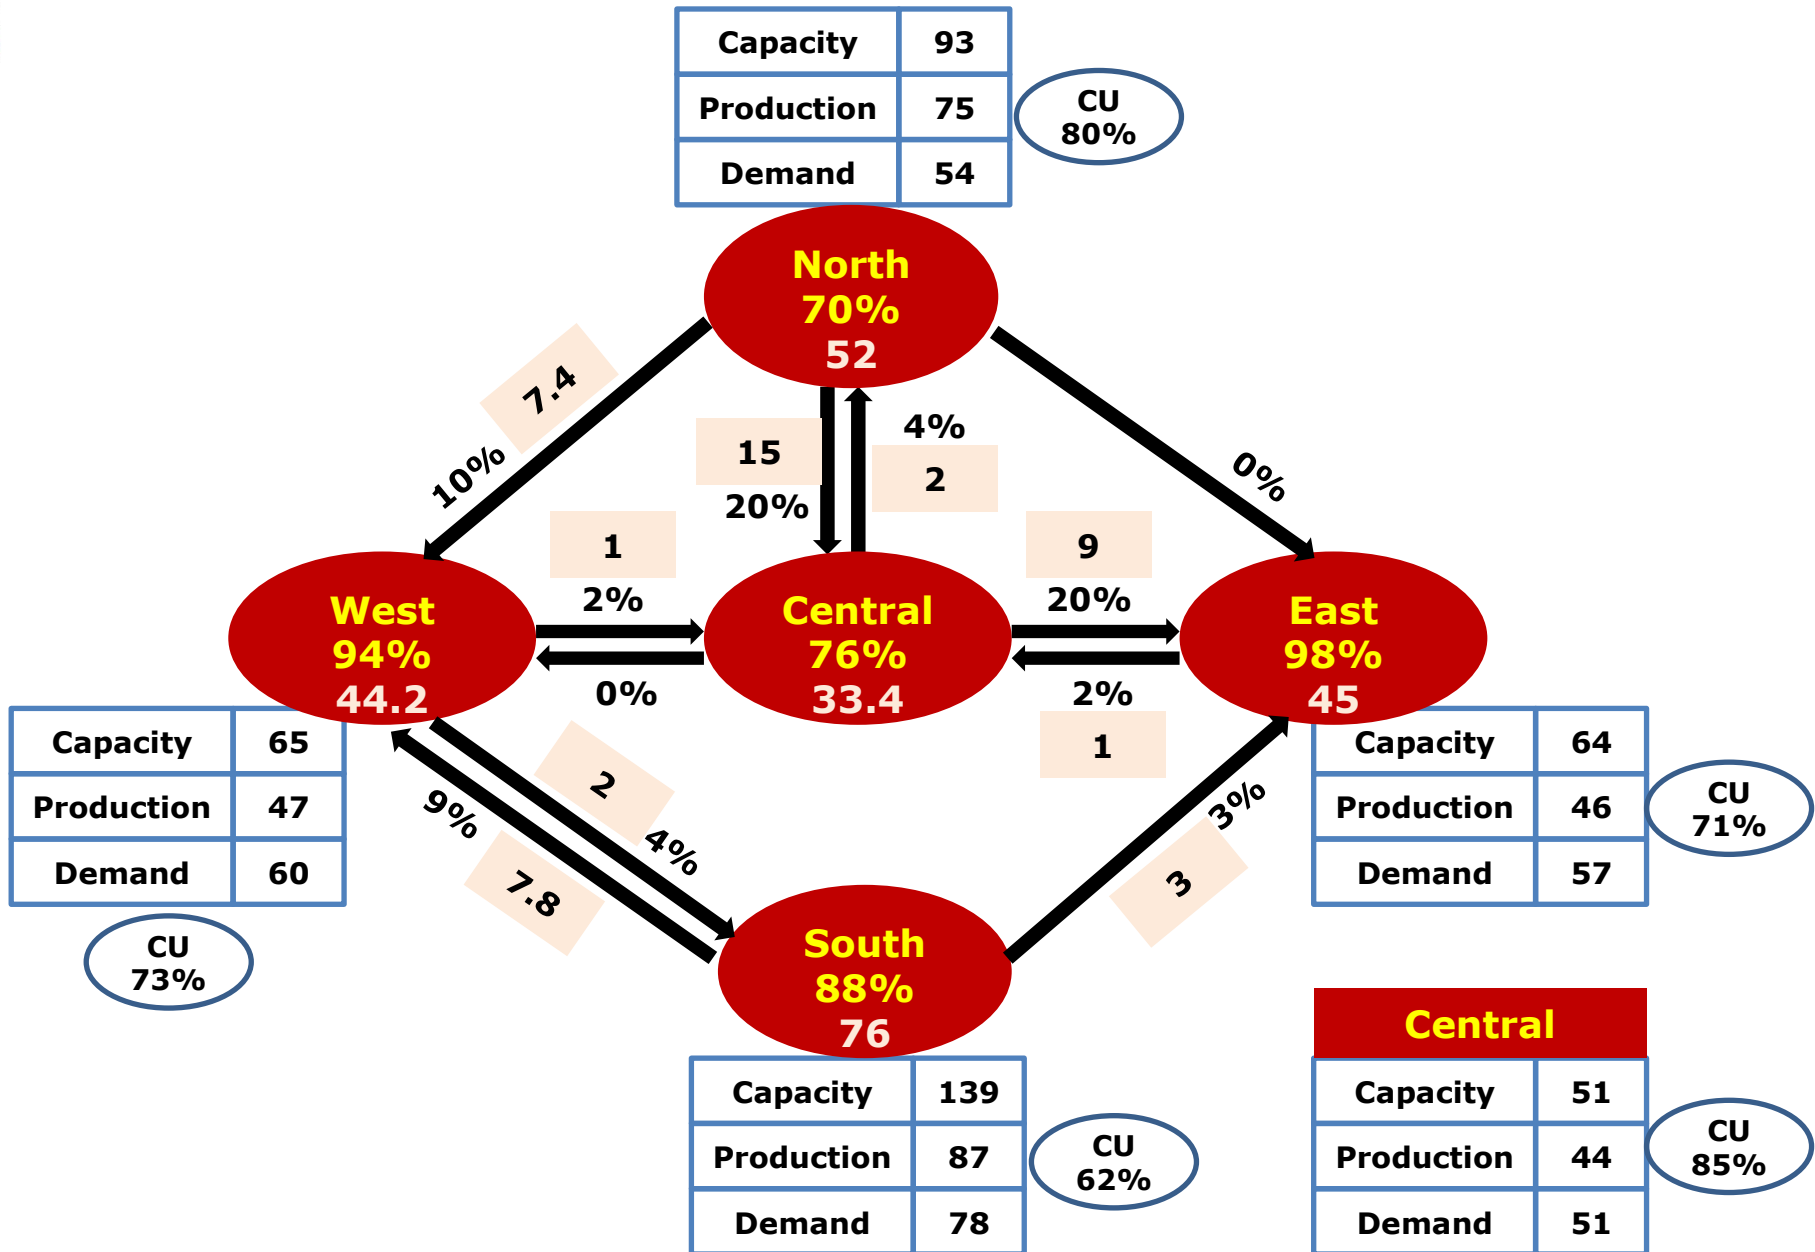 Capacity 93
Production 75
Demand 54
CU
80%
North
70%
52
7.4
10%
15
20%
4%
2
0%
1
2%
9
20%
West
94%
44.2
Central
76%
33.4
East
98%
45
0%
2%
1
Capacity 65
Production 47
Demand 60
CU
73%
2
4%
9%
7.8
3%
3
Capacity 64
Production 46
Demand 57
CU
71%
South
88%
76
Capacity 139
Production 87
Demand 78
CU
62%
Central
Capacity 51
Production 44
Demand 51
CU
85%